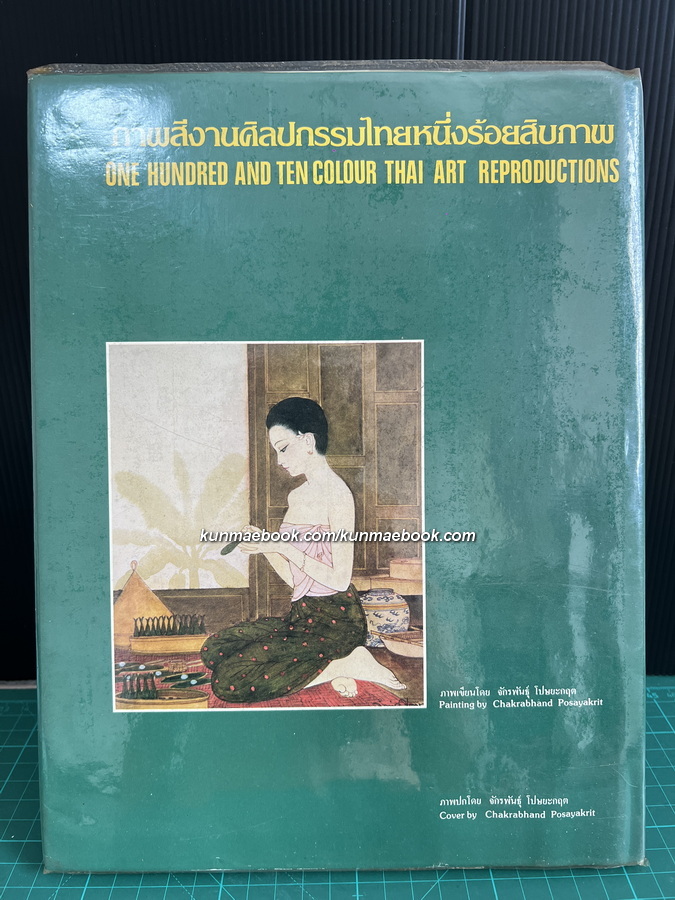 ภาพสีงานศิลปกรรมไทยหนึ่งร้อยสิบภาพ
ONE HUNDRED AND TEN COLOUR THAI ART REPRODUCTIONS
kunmaebook.com/kunmaebook.com
ภาพเขียนโดย จักรพันธุ์ โปษยะกฤต
Painting by Chakrabhand Posayakrit
ภาพปกโดย จักรพันธุ์ โปษยะกฤต
Cover by Chakrabhand Posayakrit